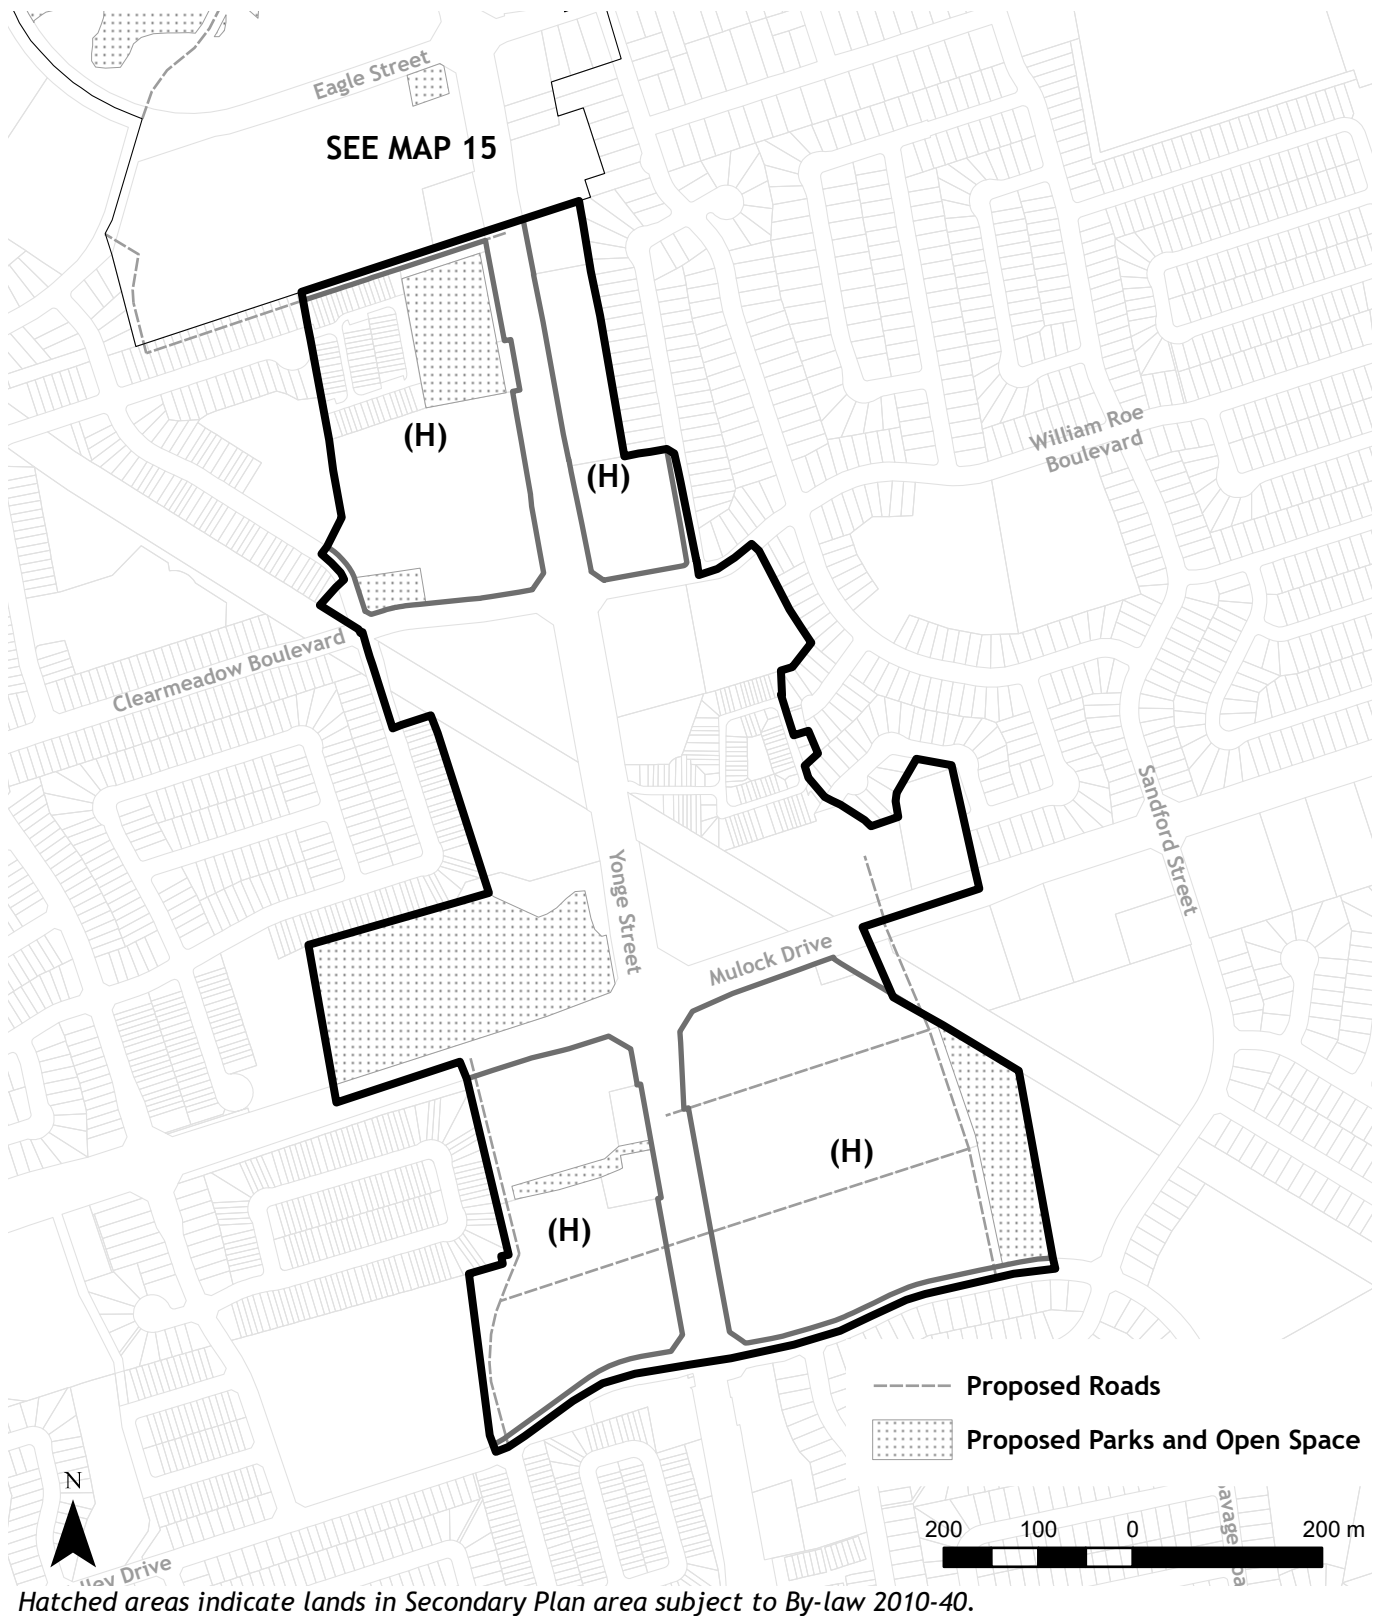 Eagle Street
SEE MAP 15
(H)
William Roe
Boulevard
(H)
Clearmeadow Boulevard
Sandford Street
Yonge Street
Mulock Drive
(H)
(H)
Proposed Roads
Proposed Parks and Open Space
N
200 100 0 200 m
Drive
Hatched areas indicate lands in Secondary Plan area subject to By-law 2010-40.